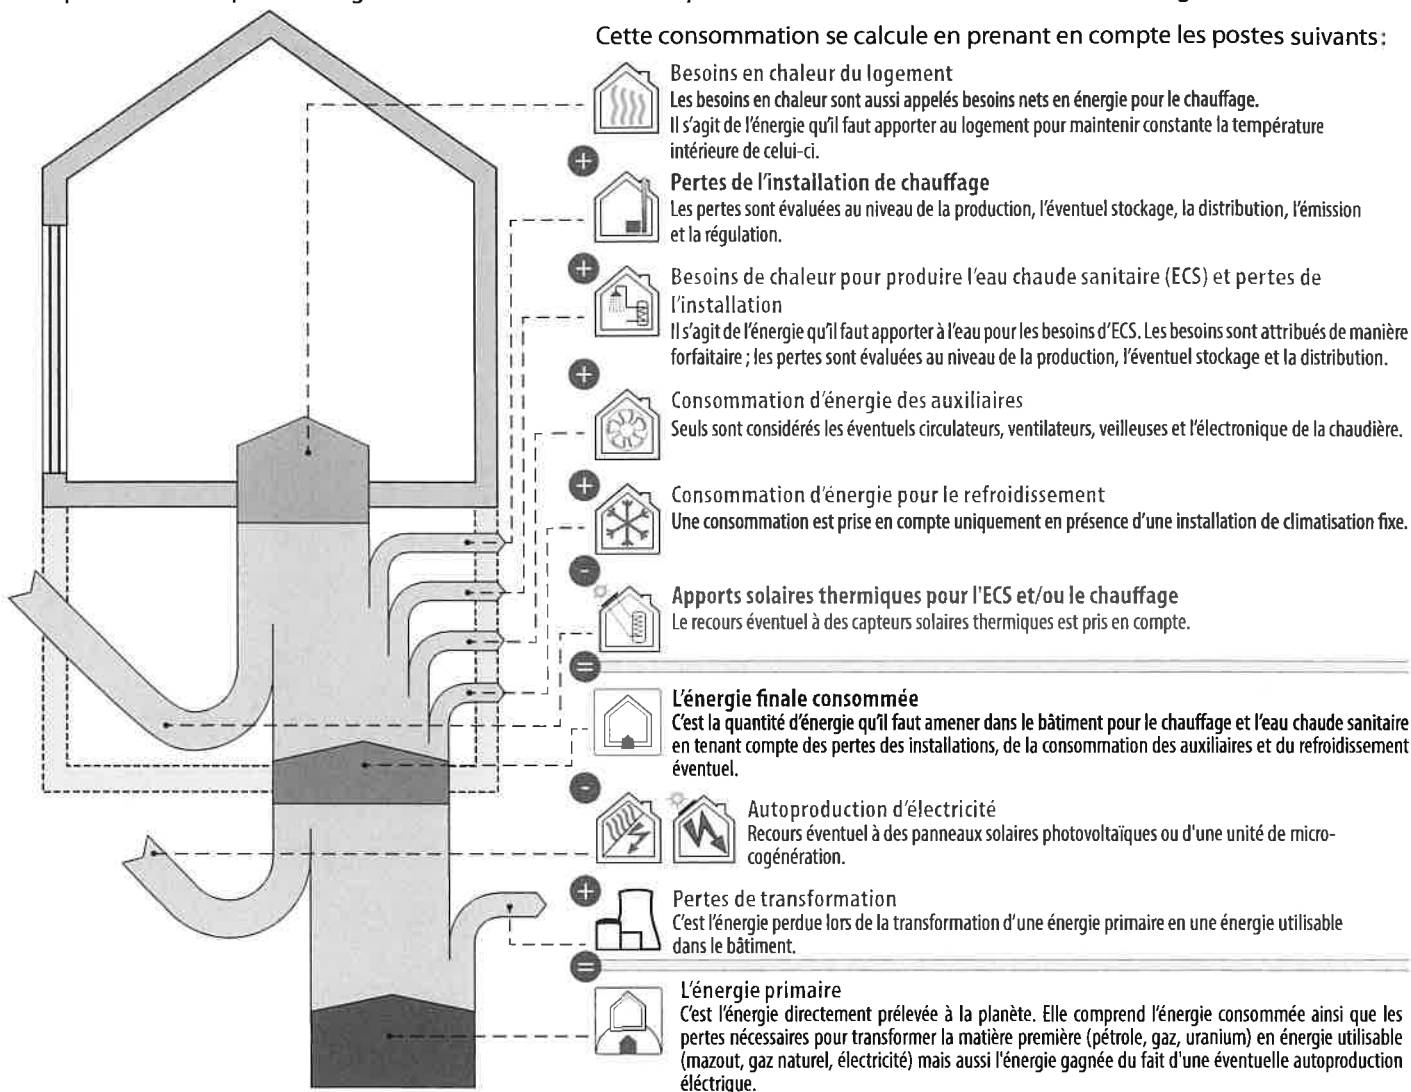 Cette consommation se calcule en prenant en compte les postes suivants :
Besoins en chaleur du logement
Les besoins en chaleur sont aussi appelés besoins nets en énergie pour le chauffage.
Il s'agit de l'énergie qu'il faut apporter au logement pour maintenir constante la température
intérieure de celui-ci.
+
Pertes de l'installation de chauffage
Les pertes sont évaluées au niveau de la production, l'éventuel stockage, la distribution, l'émission
et la régulation.
+
Besoins de chaleur pour produire l'eau chaude sanitaire (ECS) et pertes de
l'installation
Il s'agit de l'énergie qu'il faut apporter à l'eau pour les besoins d'ECS. Les besoins sont attribués de manière
forfaitaire ; les pertes sont évaluées au niveau de la production, l'éventuel stockage et la distribution.
+
Consommation d'énergie des auxiliaires
Seuls sont considérés les éventuels circulateurs, ventilateurs, veilleuses et l'électronique de la chaudière.
+
Consommation d'énergie pour le refroidissement
Une consommation est prise en compte uniquement en présence d'une installation de climatisation fixe.
-
Apports solaires thermiques pour l'ECS et/ou le chauffage
Le recours éventuel à des capteurs solaires thermiques est pris en compte.
=
L'énergie finale consommée
C'est la quantité d'énergie qu'il faut amener dans le bâtiment pour le chauffage et l'eau chaude sanitaire
en tenant compte des pertes des installations, de la consommation des auxiliaires et du refroidissement
éventuel.
-
Autoproduction d'électricité
Recours éventuel à des panneaux solaires photovoltaïques ou d'une unité de micro-
cogénération.
+
Pertes de transformation
C'est l'énergie perdue lors de la transformation d'une énergie primaire en une énergie utilisable
dans le bâtiment.
=
L'énergie primaire
C'est l'énergie directement prélevée à la planète. Elle comprend l'énergie consommée ainsi que les
pertes nécessaires pour transformer la matière première (pétrole, gaz, uranium) en énergie utilisable
(mazout, gaz naturel, électricité) mais aussi l'énergie gagnée du fait d'une éventuelle autoproduction
éléctrique.